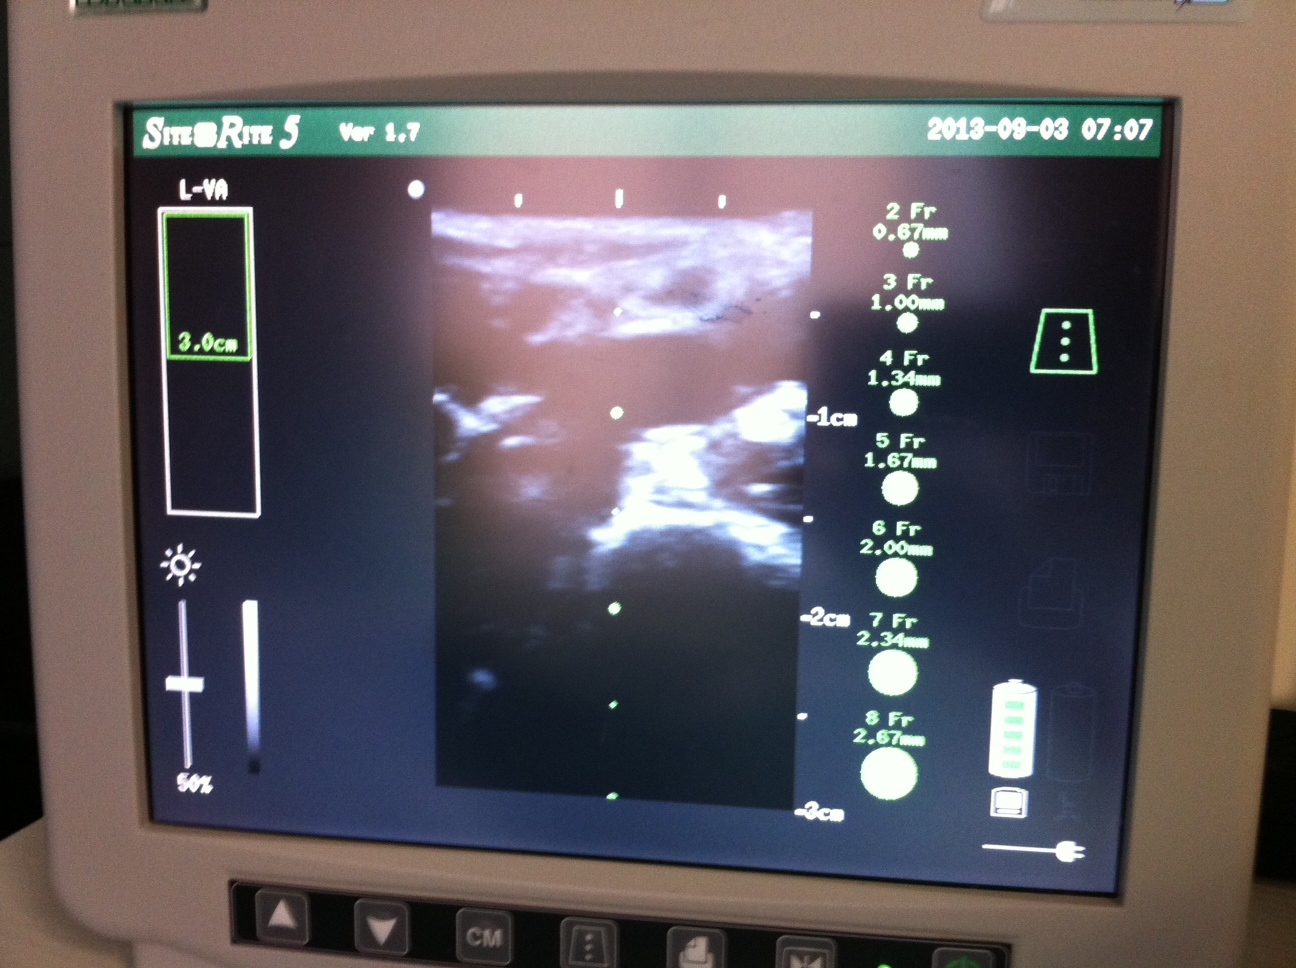 SITE RITE 5 Ver 1.7 2013-09-03 07:07
L-VA
3.0cm
50%
-1cm
-2cm
-3cm
2 Fr
0.67mm
3 Fr
1.00mm
4 Fr
1.34mm
5 Fr
1.67mm
6 Fr
2.00mm
7 Fr
2.34mm
8 Fr
2.67mm
CM